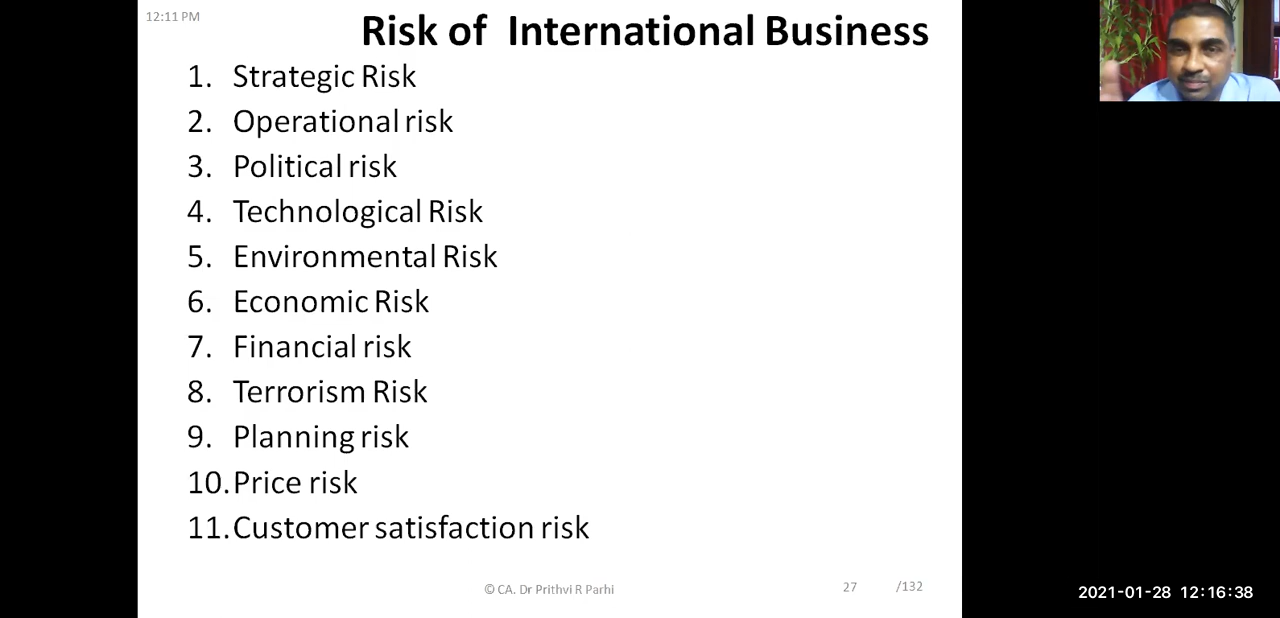 12:11 PM
Risk of International Business
1. Strategic Risk
2. Operational risk
3. Political risk
4. Technological Risk
5. Environmental Risk
6. Economic Risk
7. Financial risk
8. Terrorism Risk
9. Planning risk
10. Price risk
11. Customer satisfaction risk
© CA. Dr Prithvi R Parhi 27 /132
2021-01-28 12:16:38